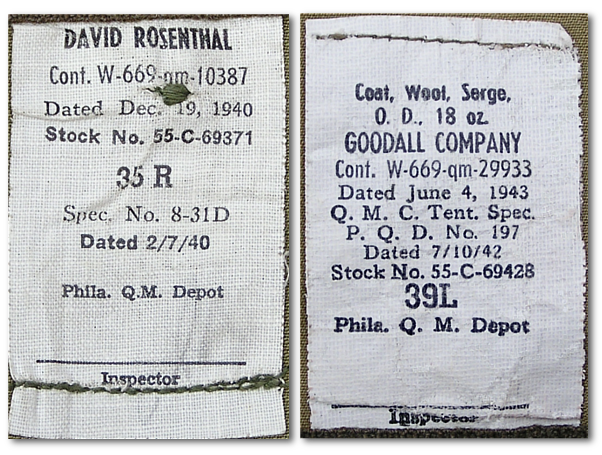 DAVID ROSENTHAL
Cont. W-669-qm-10387
Dated Dec. 19, 1940
Stock No. 55-C-69371
35 R
Spec. No. 8-31D
Dated 2/7/40
Phila. Q.M. Depot
Inspector
Coat, Wool, Serge,
O. D., 18 oz.
GOODALL COMPANY
Cont. W-669-qm-29933
Dated June 4, 1943
Q. M. C. Tent. Spec.
P. Q. D. No. 197
Dated 7/10/42
Stock No. 55-C-69428
39L
Phila. Q. M. Depot
Inspector